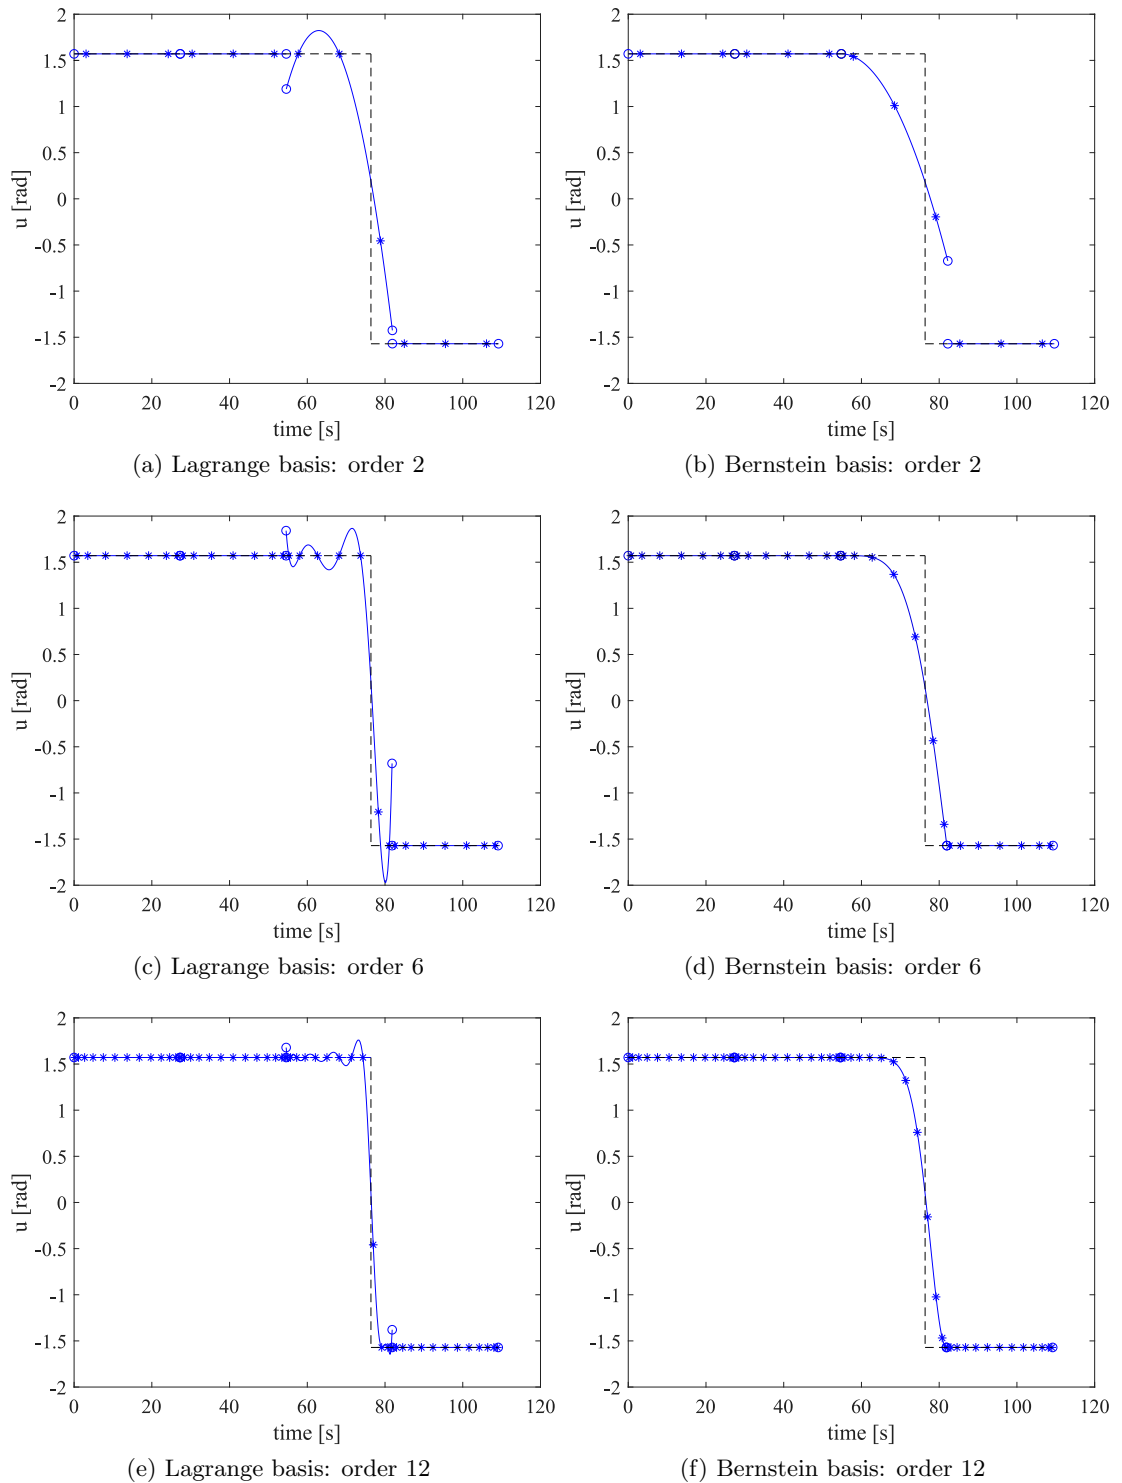 2
1.5
1
0.5
0
-0.5
-1
-1.5
-2
u [rad]
0 20 40 60 80 100 120
time [s]
(a) Lagrange basis: order 2
2
1.5
1
0.5
0
-0.5
-1
-1.5
-2
u [rad]
0 20 40 60 80 100 120
time [s]
(b) Bernstein basis: order 2
2
1.5
1
0.5
0
-0.5
-1
-1.5
-2
u [rad]
0 20 40 60 80 100 120
time [s]
(c) Lagrange basis: order 6
2
1.5
1
0.5
0
-0.5
-1
-1.5
-2
u [rad]
0 20 40 60 80 100 120
time [s]
(d) Bernstein basis: order 6
2
1.5
1
0.5
0
-0.5
-1
-1.5
-2
u [rad]
0 20 40 60 80 100 120
time [s]
(e) Lagrange basis: order 12
2
1.5
1
0.5
0
-0.5
-1
-1.5
-2
u [rad]
0 20 40 60 80 100 120
time [s]
(f) Bernstein basis: order 12